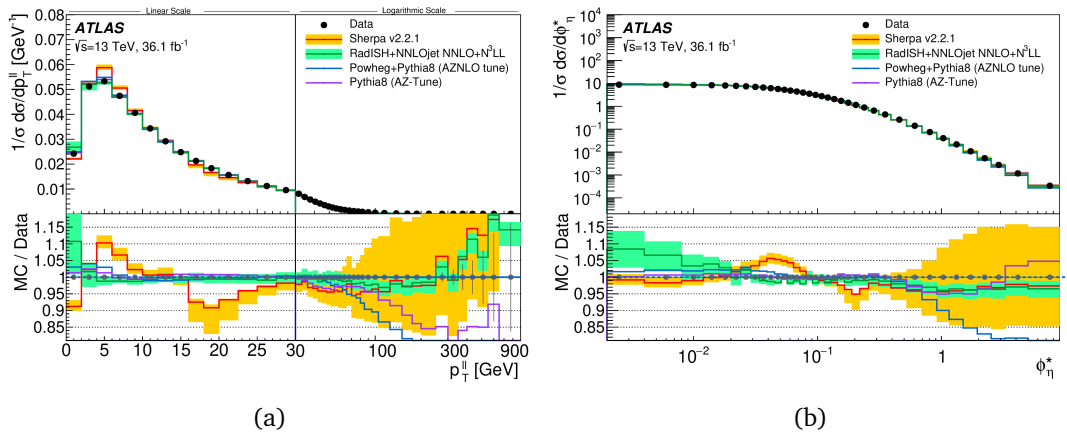 Linear Scale
Logarithmic Scale
ATLAS
√s=13 TeV, 36.1 fb⁻¹
Data
Sherpa v2.2.1
RadISH+NNLOjet NNLO+N³LL
Powheg+Pythia8 (AZNLO tune)
Pythia8 (AZ-Tune)
1/σ dσ/dp_T^ll [GeV⁻¹]
0.08
0.07
0.06
0.05
0.04
0.03
0.02
0.01
MC / Data
1.15
1.1
1.05
1
0.95
0.9
0.85
0 5 10 15 20 25 30 100 300 900
p_T^ll [GeV]
(a)
ATLAS
√s=13 TeV, 36.1 fb⁻¹
Data
Sherpa v2.2.1
RadISH+NNLOjet NNLO+N³LL
Powheg+Pythia8 (AZNLO tune)
Pythia8 (AZ-Tune)
1/σ dσ/dϕ*_η
10⁴
10³
10²
10
1
10⁻¹
10⁻²
10⁻³
10⁻⁴
MC / Data
1.15
1.1
1.05
1
0.95
0.9
0.85
10⁻² 10⁻¹ 1
ϕ*_η
(b)